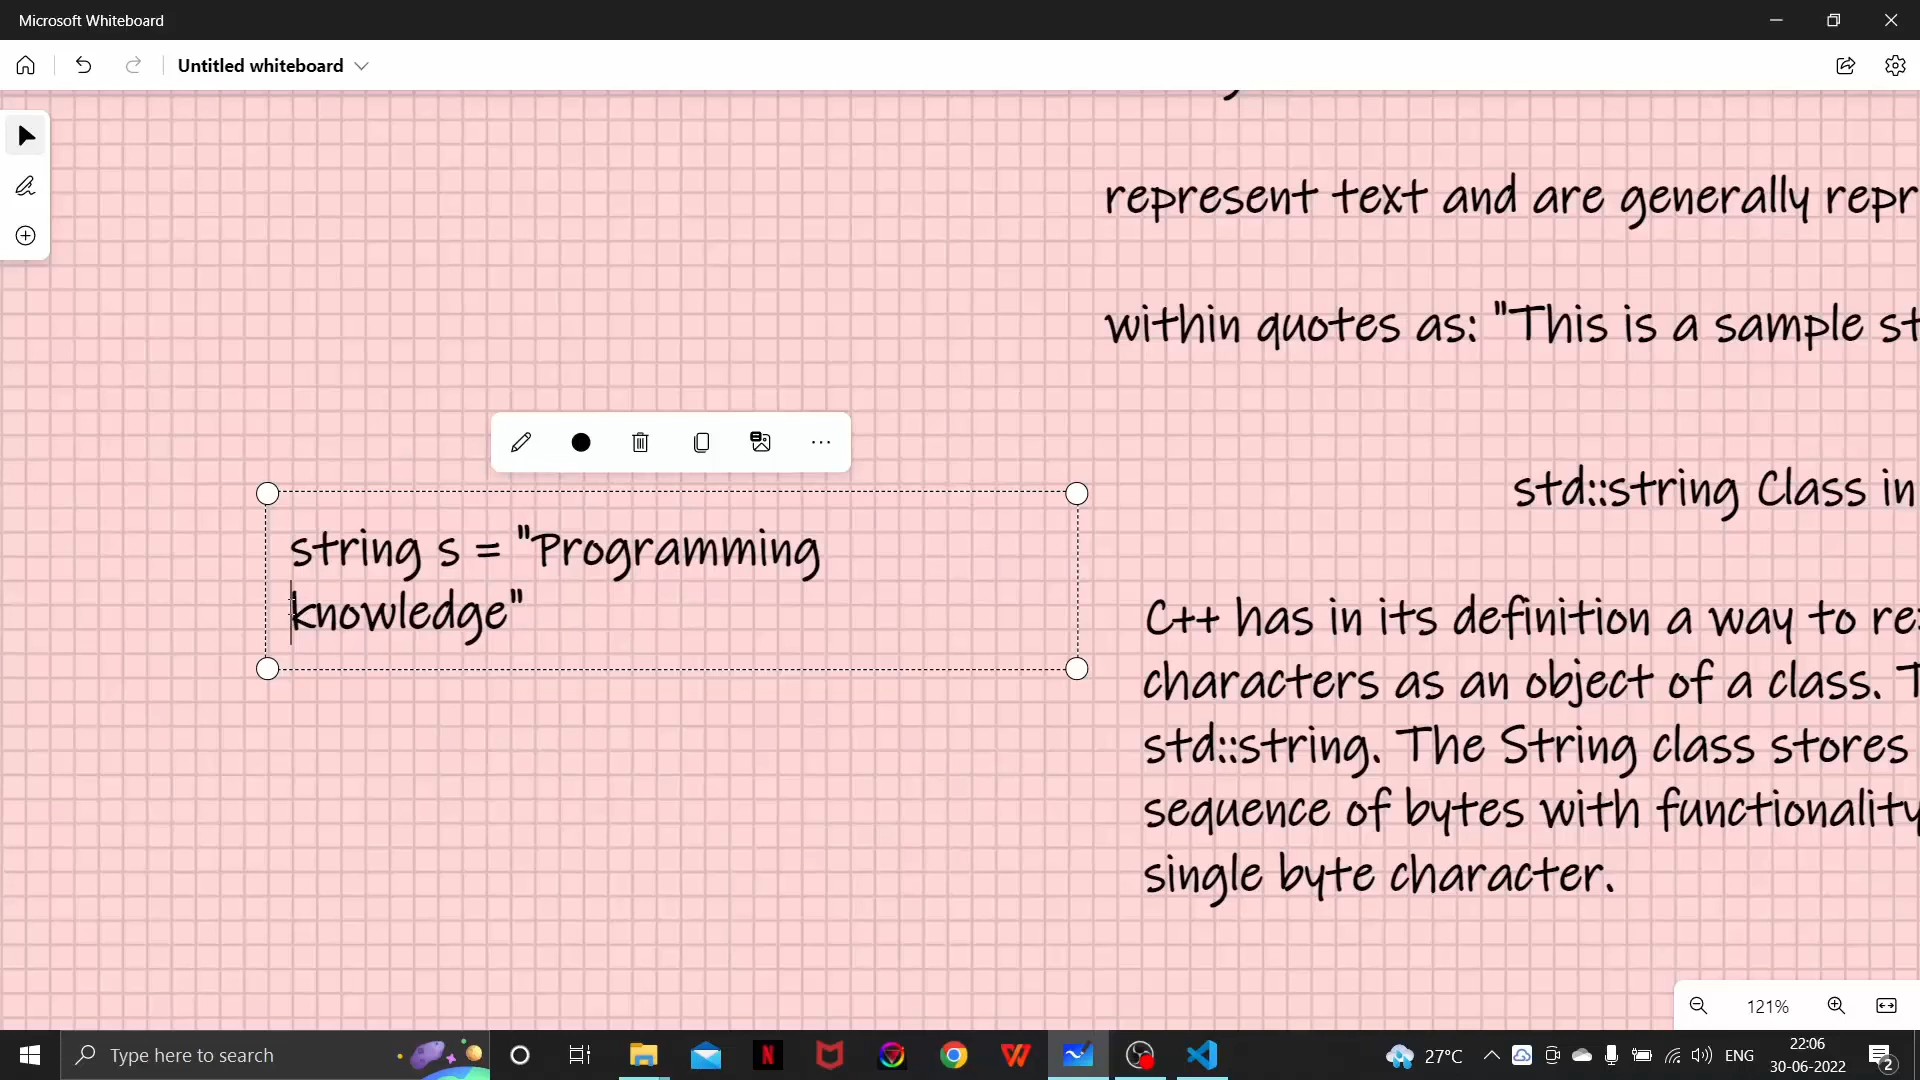 Microsoft Whiteboard
Untitled whiteboard
represent text and are generally repr
within quotes as: "This is a sample st
string s = "Programming
knowledge"
std::string Class in
C++ has in its definition a way to re
characters as an object of a class. T
std::string. The String class stores
sequence of bytes with functionality
single byte character.
121%
Type here to search
27°C
ENG
22:06
30-06-2022
2